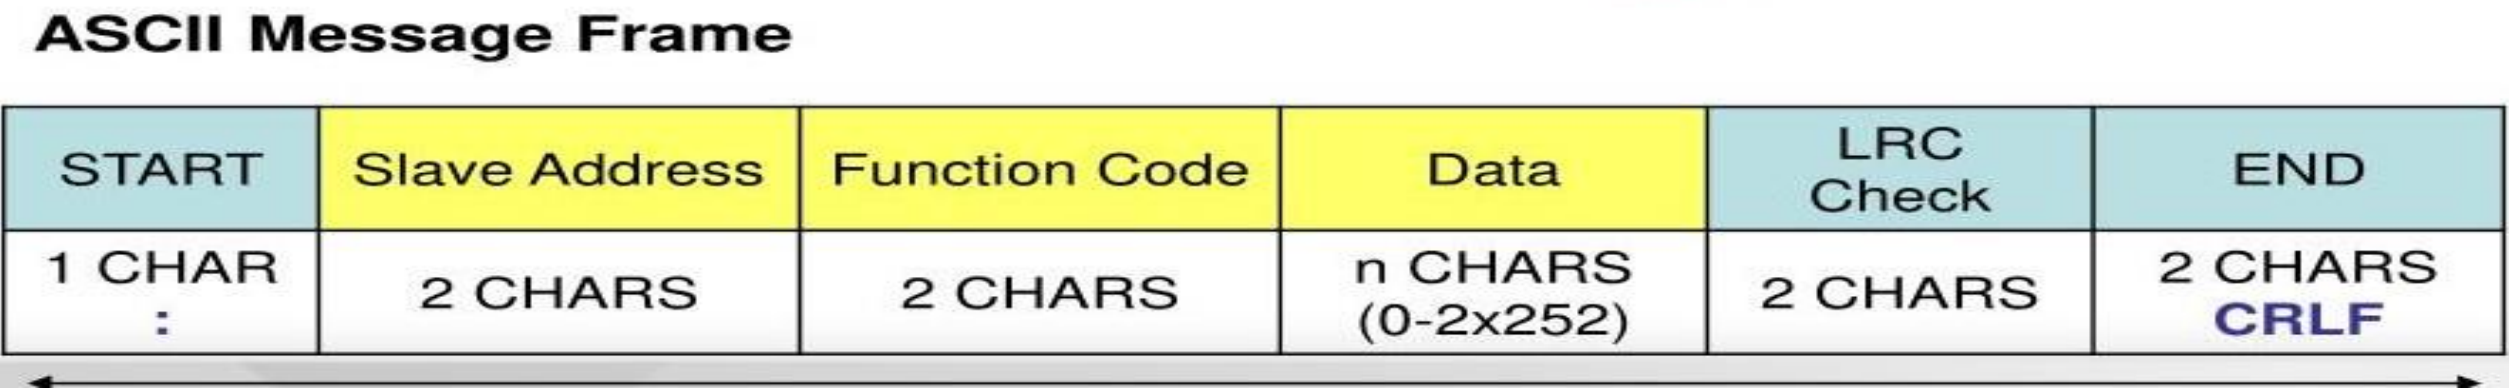 ASCII Message Frame
START
Slave Address
Function Code
Data
LRC
Check
END
1 CHAR
:
2 CHARS
2 CHARS
n CHARS
(0-2x252)
2 CHARS
2 CHARS
CRLF